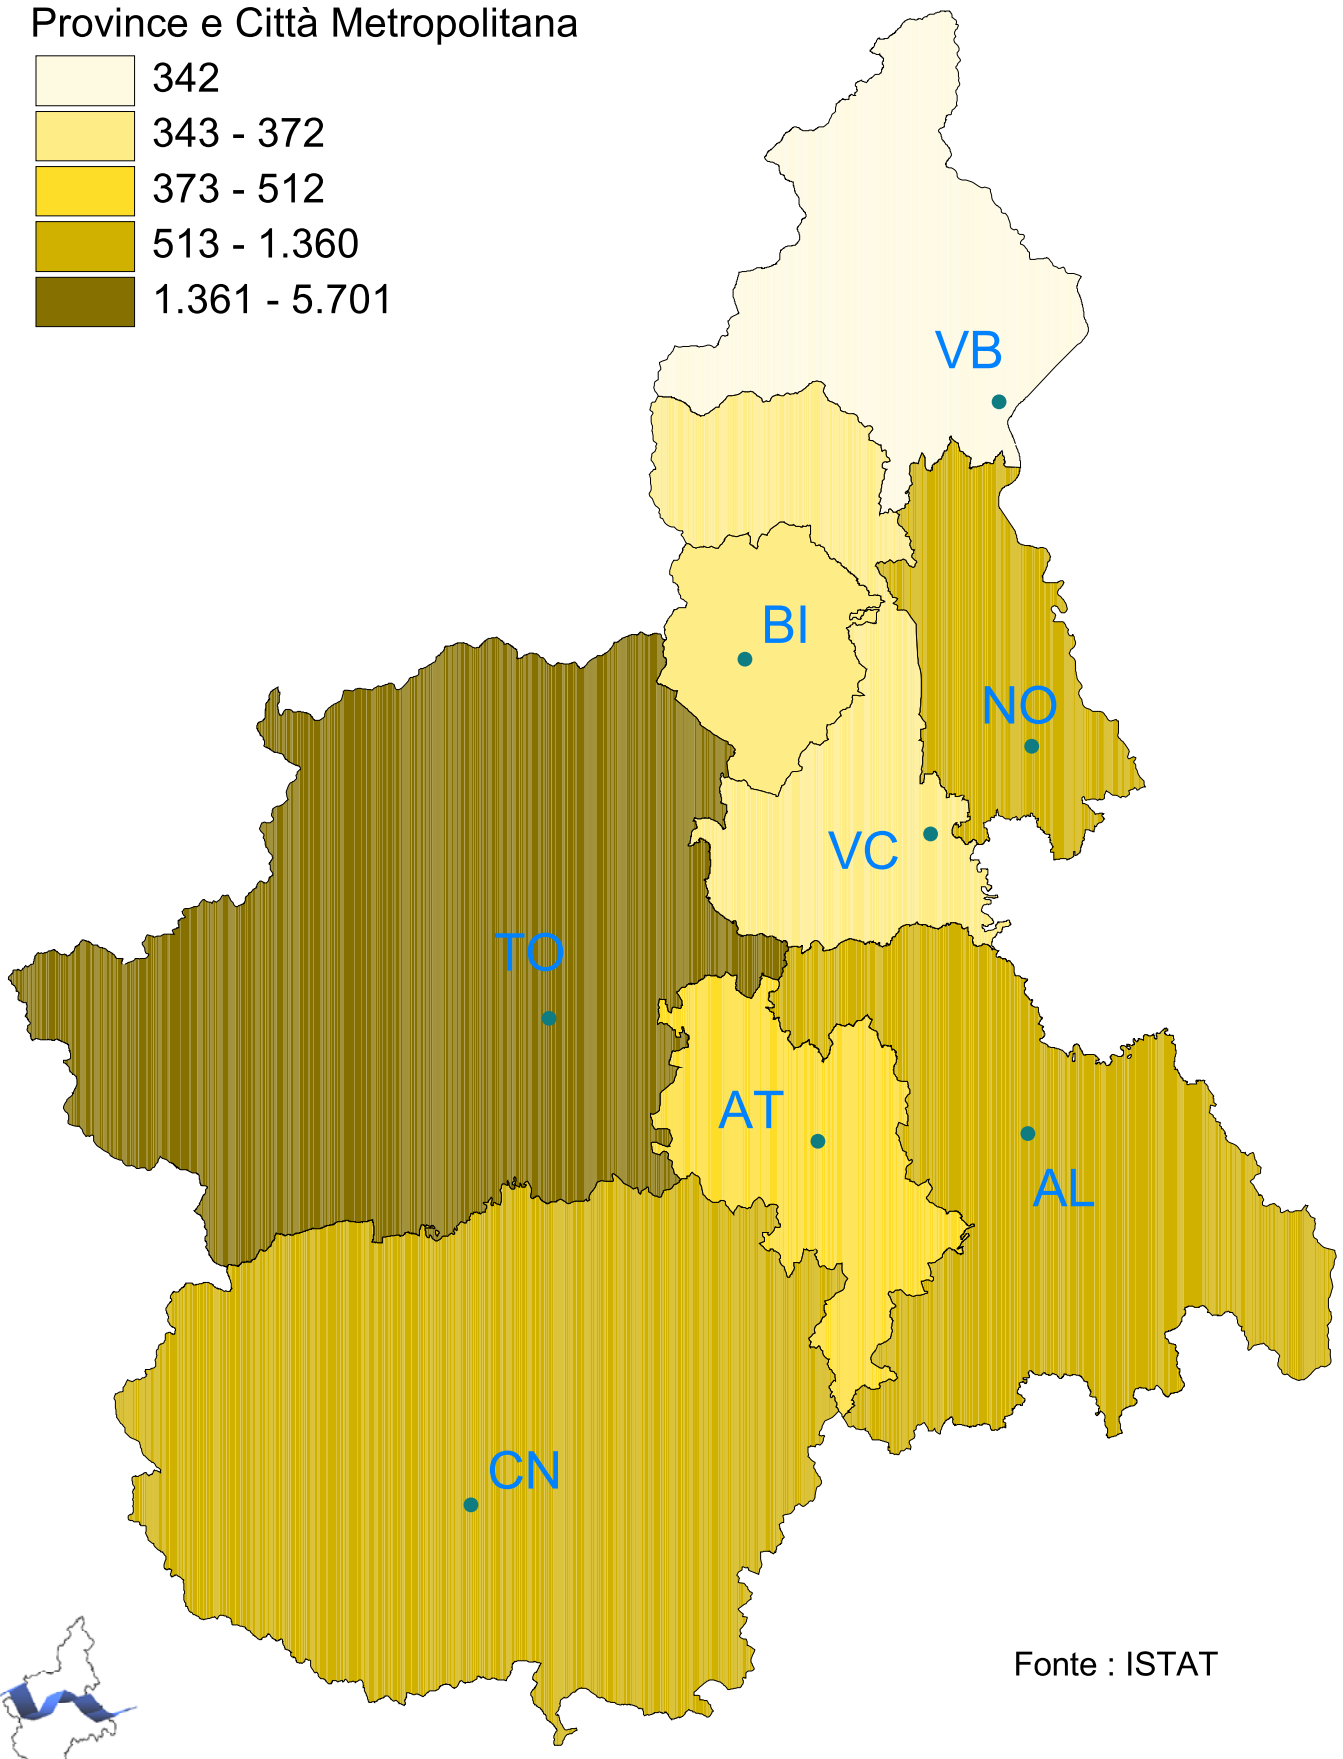 Province e Città Metropolitana
342
343 - 372
373 - 512
513 - 1.360
1.361 - 5.701
VB
BI
NO
VC
TO
AT
AL
CN
Fonte : ISTAT